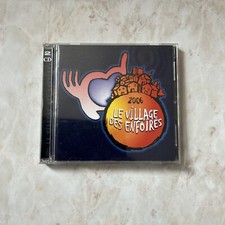 2
CD
2006
LE VILLAGE
DES ENFOIRÉS